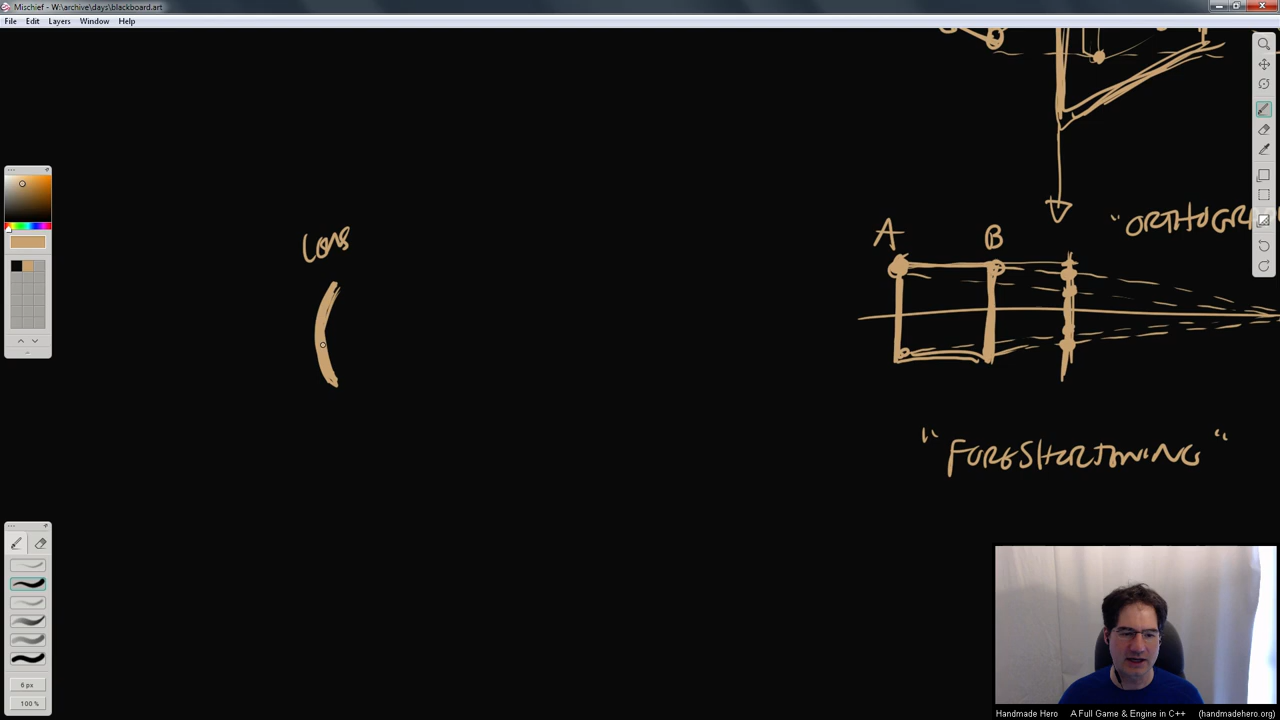 Mischief - W:\archive\days\blackboard.art
File Edit Layers Window Help
Lens
A
B
"FORESHORTENING"
6 px
100 %
Handmade Hero A Full Game & Engine in C++ (handmadehero.org)